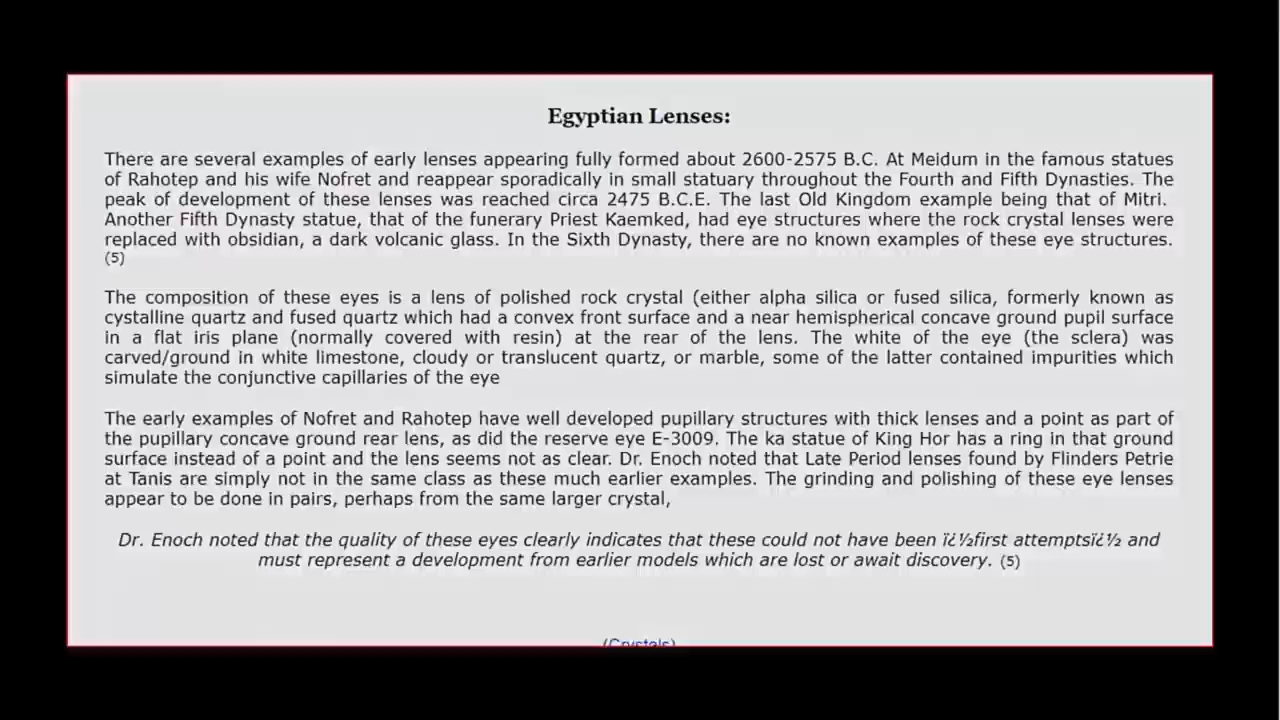 Egyptian Lenses:
There are several examples of early lenses appearing fully formed about 2600-2575 B.C. At Meidum in the famous statues
of Rahotep and his wife Nofret and reappear sporadically in small statuary throughout the Fourth and Fifth Dynasties. The
peak of development of these lenses was reached circa 2475 B.C.E. The last Old Kingdom example being that of Mitri.
Another Fifth Dynasty statue, that of the funerary Priest Kaemked, had eye structures where the rock crystal lenses were
replaced with obsidian, a dark volcanic glass. In the Sixth Dynasty, there are no known examples of these eye structures.
(5)
The composition of these eyes is a lens of polished rock crystal (either alpha silica or fused silica, formerly known as
cystalline quartz and fused quartz which had a convex front surface and a near hemispherical concave ground pupil surface
in a flat iris plane (normally covered with resin) at the rear of the lens. The white of the eye (the sclera) was
carved/ground in white limestone, cloudy or translucent quartz, or marble, some of the latter contained impurities which
simulate the conjunctive capillaries of the eye
The early examples of Nofret and Rahotep have well developed pupillary structures with thick lenses and a point as part of
the pupillary concave ground rear lens, as did the reserve eye E-3009. The ka statue of King Hor has a ring in that ground
surface instead of a point and the lens seems not as clear. Dr. Enoch noted that Late Period lenses found by Flinders Petrie
at Tanis are simply not in the same class as these much earlier examples. The grinding and polishing of these eye lenses
appear to be done in pairs, perhaps from the same larger crystal,
Dr. Enoch noted that the quality of these eyes clearly indicates that these could not have been ï¿½first attemptsï¿½ and
must represent a development from earlier models which are lost or await discovery. (5)
(Crystals)